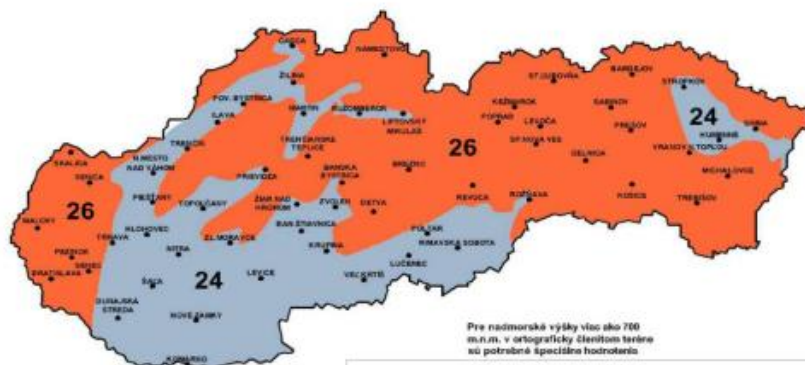 ČADCA
NÁMESTOVO
ŽILINA
ST. ĽUBOVŇA
BARDEJOV
STROPKOV
POV. BYSTRICA
MARTIN
RUŽOMBEROK
KEŽMAROK
SABINOV
24
SNINA
ILAVA
LIPTOVSKÝ
MIKULÁŠ
POPRAD
LEVOČA
PREŠOV
HUMENNÉ
TRENČÍN
TRENČIANSKE
TEPLICE
26
SP. NOVÁ VES
VRANOV N. TOPĽOU
SKALICA
N. MESTO
NAD VÁHOM
BANSKÁ
BYSTRICA
BREZNO
GELNICA
MICHALOVCE
SENICA
PRIEVIDZA
26
PIEŠŤANY
TOPOĽČANY
ŽIAR NAD
HRONOM
ZVOLEN
DETVA
REVÚCA
ROŽŇAVA
KOŠICE
TREBIŠOV
MALACKY
HLOHOVEC
BAN. ŠTIAVNICA
POLTÁR
TRNAVA
NITRA
ZL. MORAVCE
KRUPINA
RIMAVSKÁ SOBOTA
PEZINOK
SENEC
24
LUČENEC
BRATISLAVA
ŠAĽA
LEVICE
VEĽ. KRTÍŠ
DUNAJSKÁ
STREDA
NOVÉ ZÁMKY
KOMÁRNO
Pre nadmorské výšky viac ako 700
m.n.m. v ortograficky členitom teréne
sú potrebné špeciálne hodnotenia